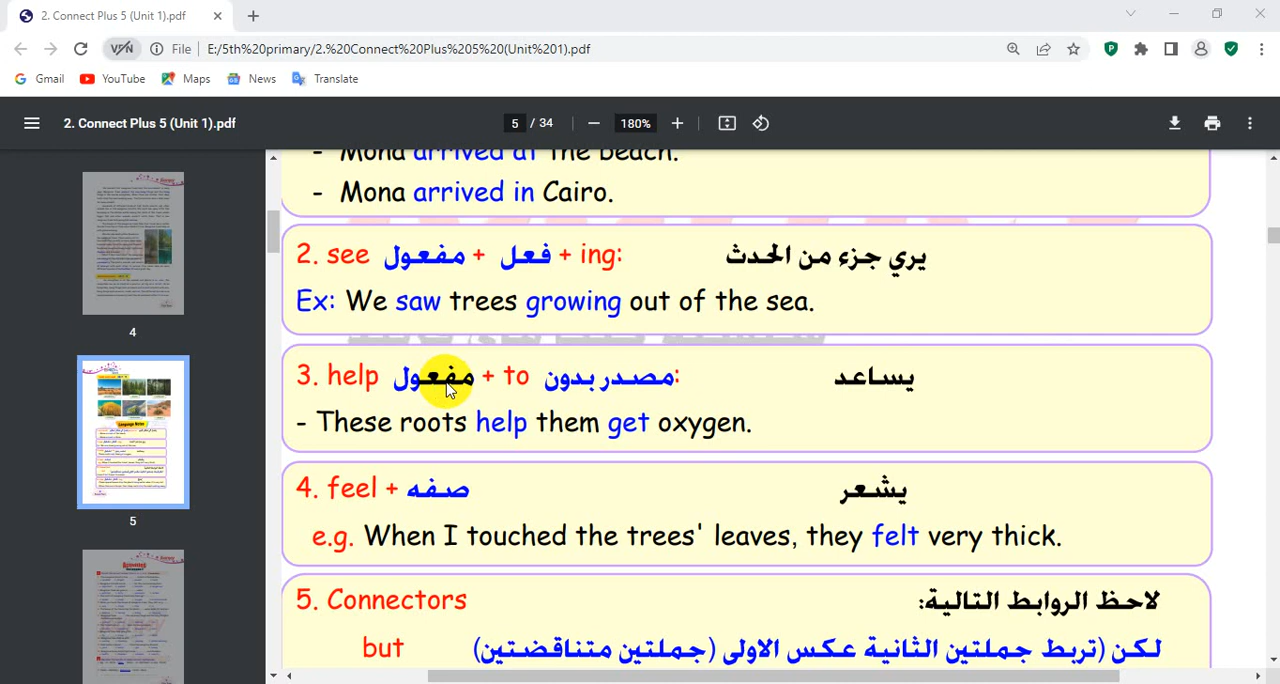 2. Connect Plus 5 (Unit 1).pdf
VPN File E:/5th%20primary/2.%20Connect%20Plus%205%20(Unit%201).pdf
Gmail YouTube Maps News Translate
2. Connect Plus 5 (Unit 1).pdf 5 / 34 180%
- Mona arrived at the beach.
- Mona arrived in Cairo.
2. see مفعول + فعل + ing: يري جزء من الحدث
Ex: We saw trees growing out of the sea.
3. help مفعول + to مصدر بدون: يساعد
- These roots help them get oxygen.
4. feel + صفه يشعر
e.g. When I touched the trees' leaves, they felt very thick.
5. Connectors لاحظ الروابط التالية:
but لكن (تربط جملتين الثانية عكس الاولى (جملتين متناقضتين)
4
5